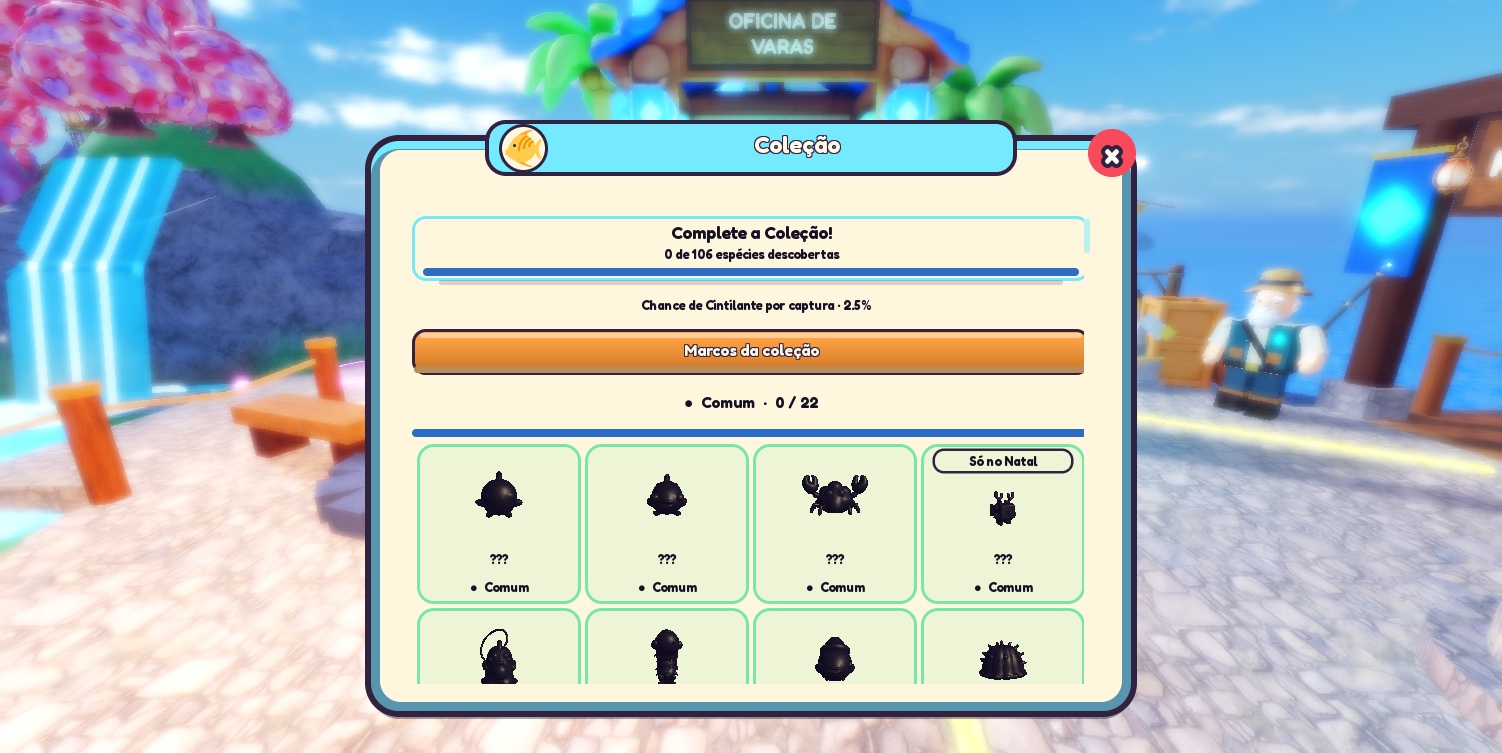 OFICINA DE
VARAS
Coleção
Complete a Coleção!
0 de 106 espécies descobertas
Chance de Cintilante por captura · 2.5%
Marcos da coleção
• Comum · 0 / 22
Só no Natal
??? ??? ??? ???
• Comum • Comum • Comum • Comum